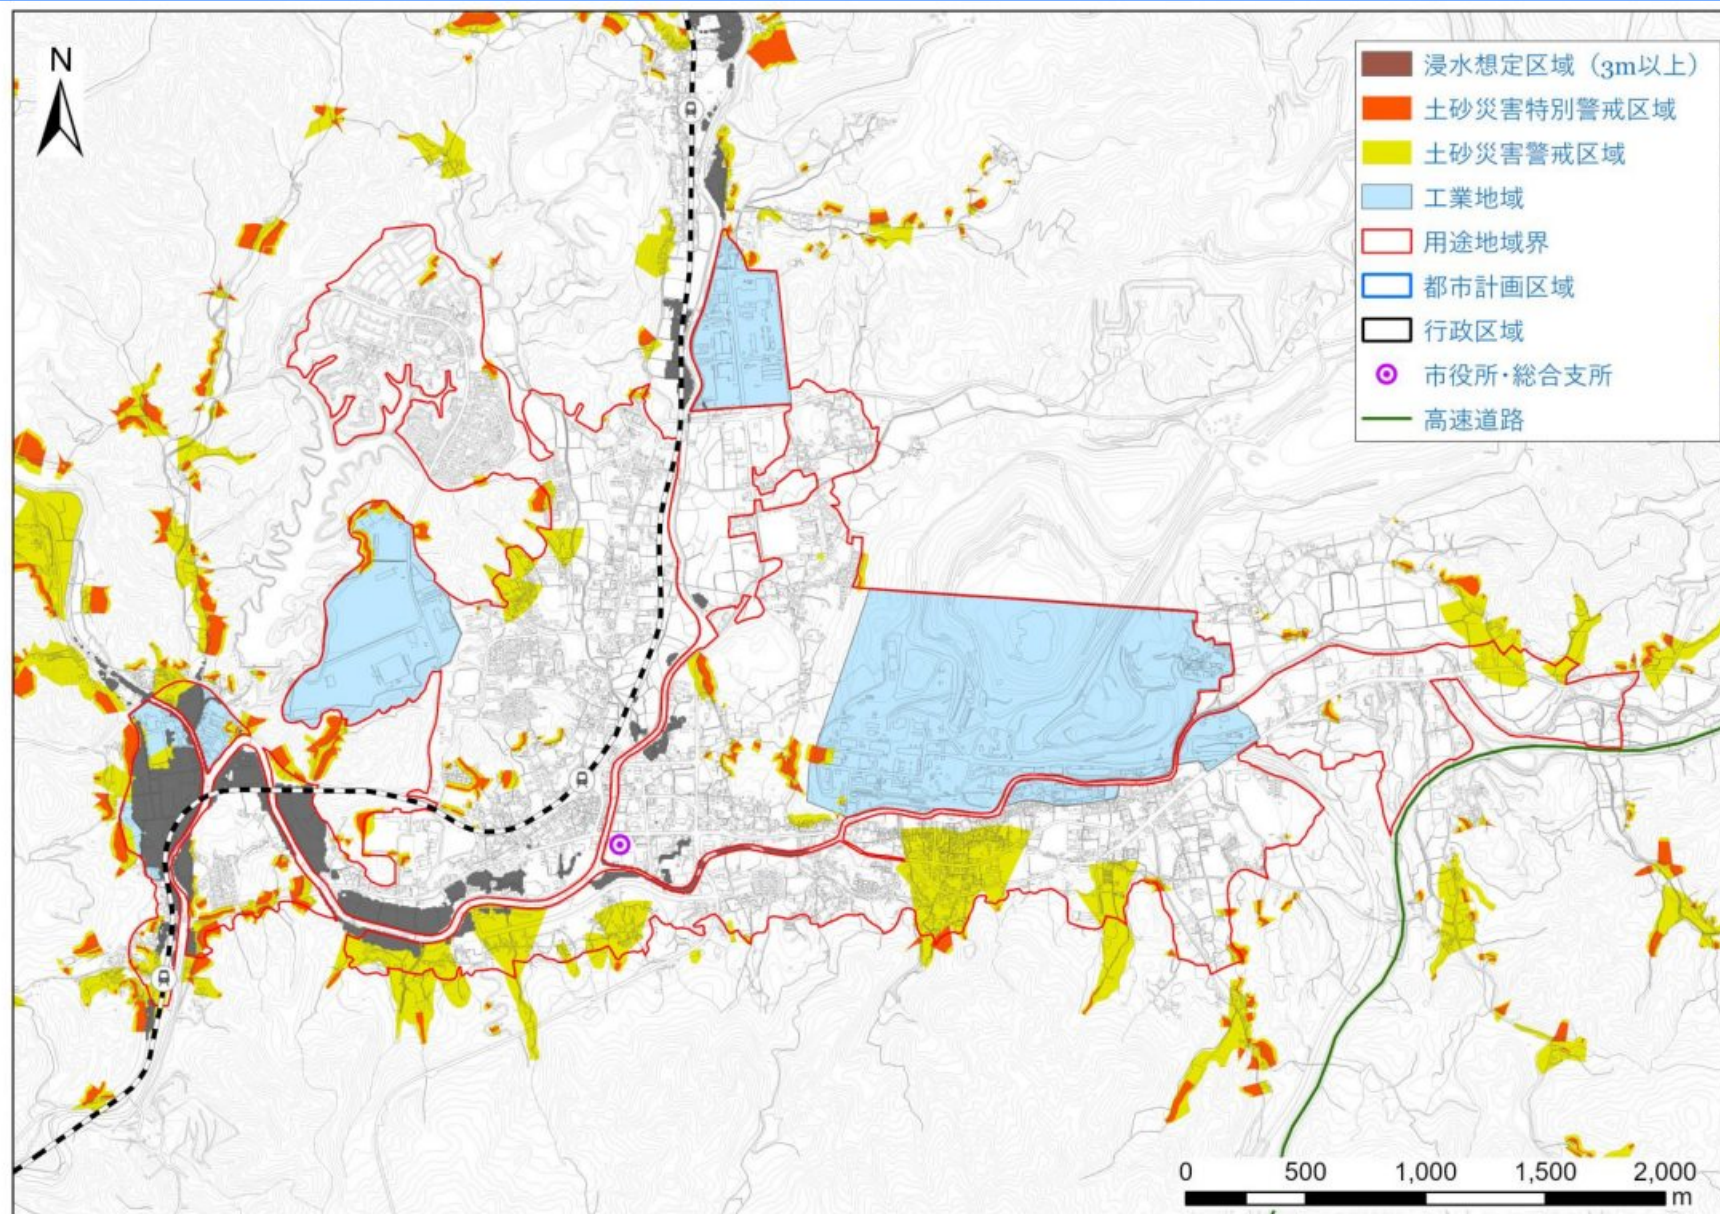 N
浸水想定区域（3m以上）
土砂災害特別警戒区域
土砂災害警戒区域
工業地域
用途地域界
都市計画区域
行政区域
市役所・総合支所
高速道路
0 500 1,000 1,500 2,000
m